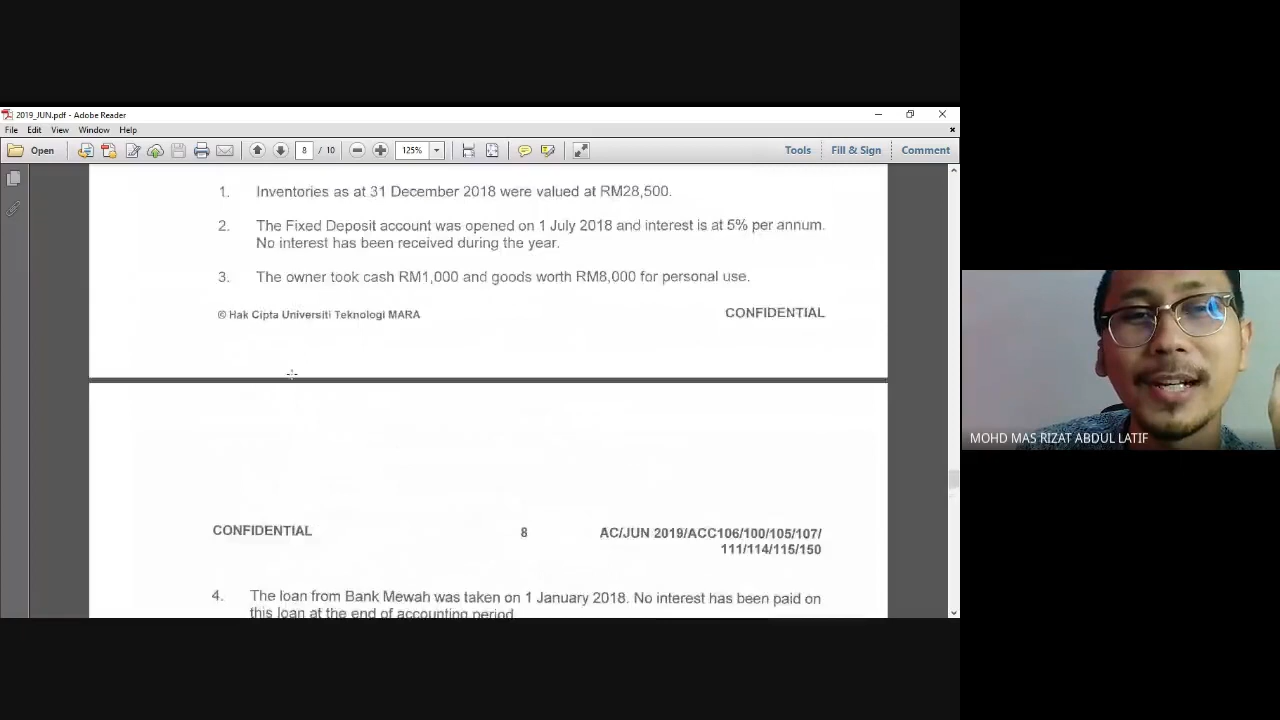 2019_JUN.pdf - Adobe Reader
File Edit View Window Help
Open 8 / 10 125% Tools Fill & Sign Comment
1. Inventories as at 31 December 2018 were valued at RM28,500.
2. The Fixed Deposit account was opened on 1 July 2018 and interest is at 5% per annum.
No interest has been received during the year.
3. The owner took cash RM1,000 and goods worth RM8,000 for personal use.
© Hak Cipta Universiti Teknologi MARA CONFIDENTIAL
CONFIDENTIAL 8 AC/JUN 2019/ACC106/100/105/107/
111/114/115/150
4. The loan from Bank Mewah was taken on 1 January 2018. No interest has been paid on
this loan at the end of accounting period.
MOHD MAS RIZAT ABDUL LATIF